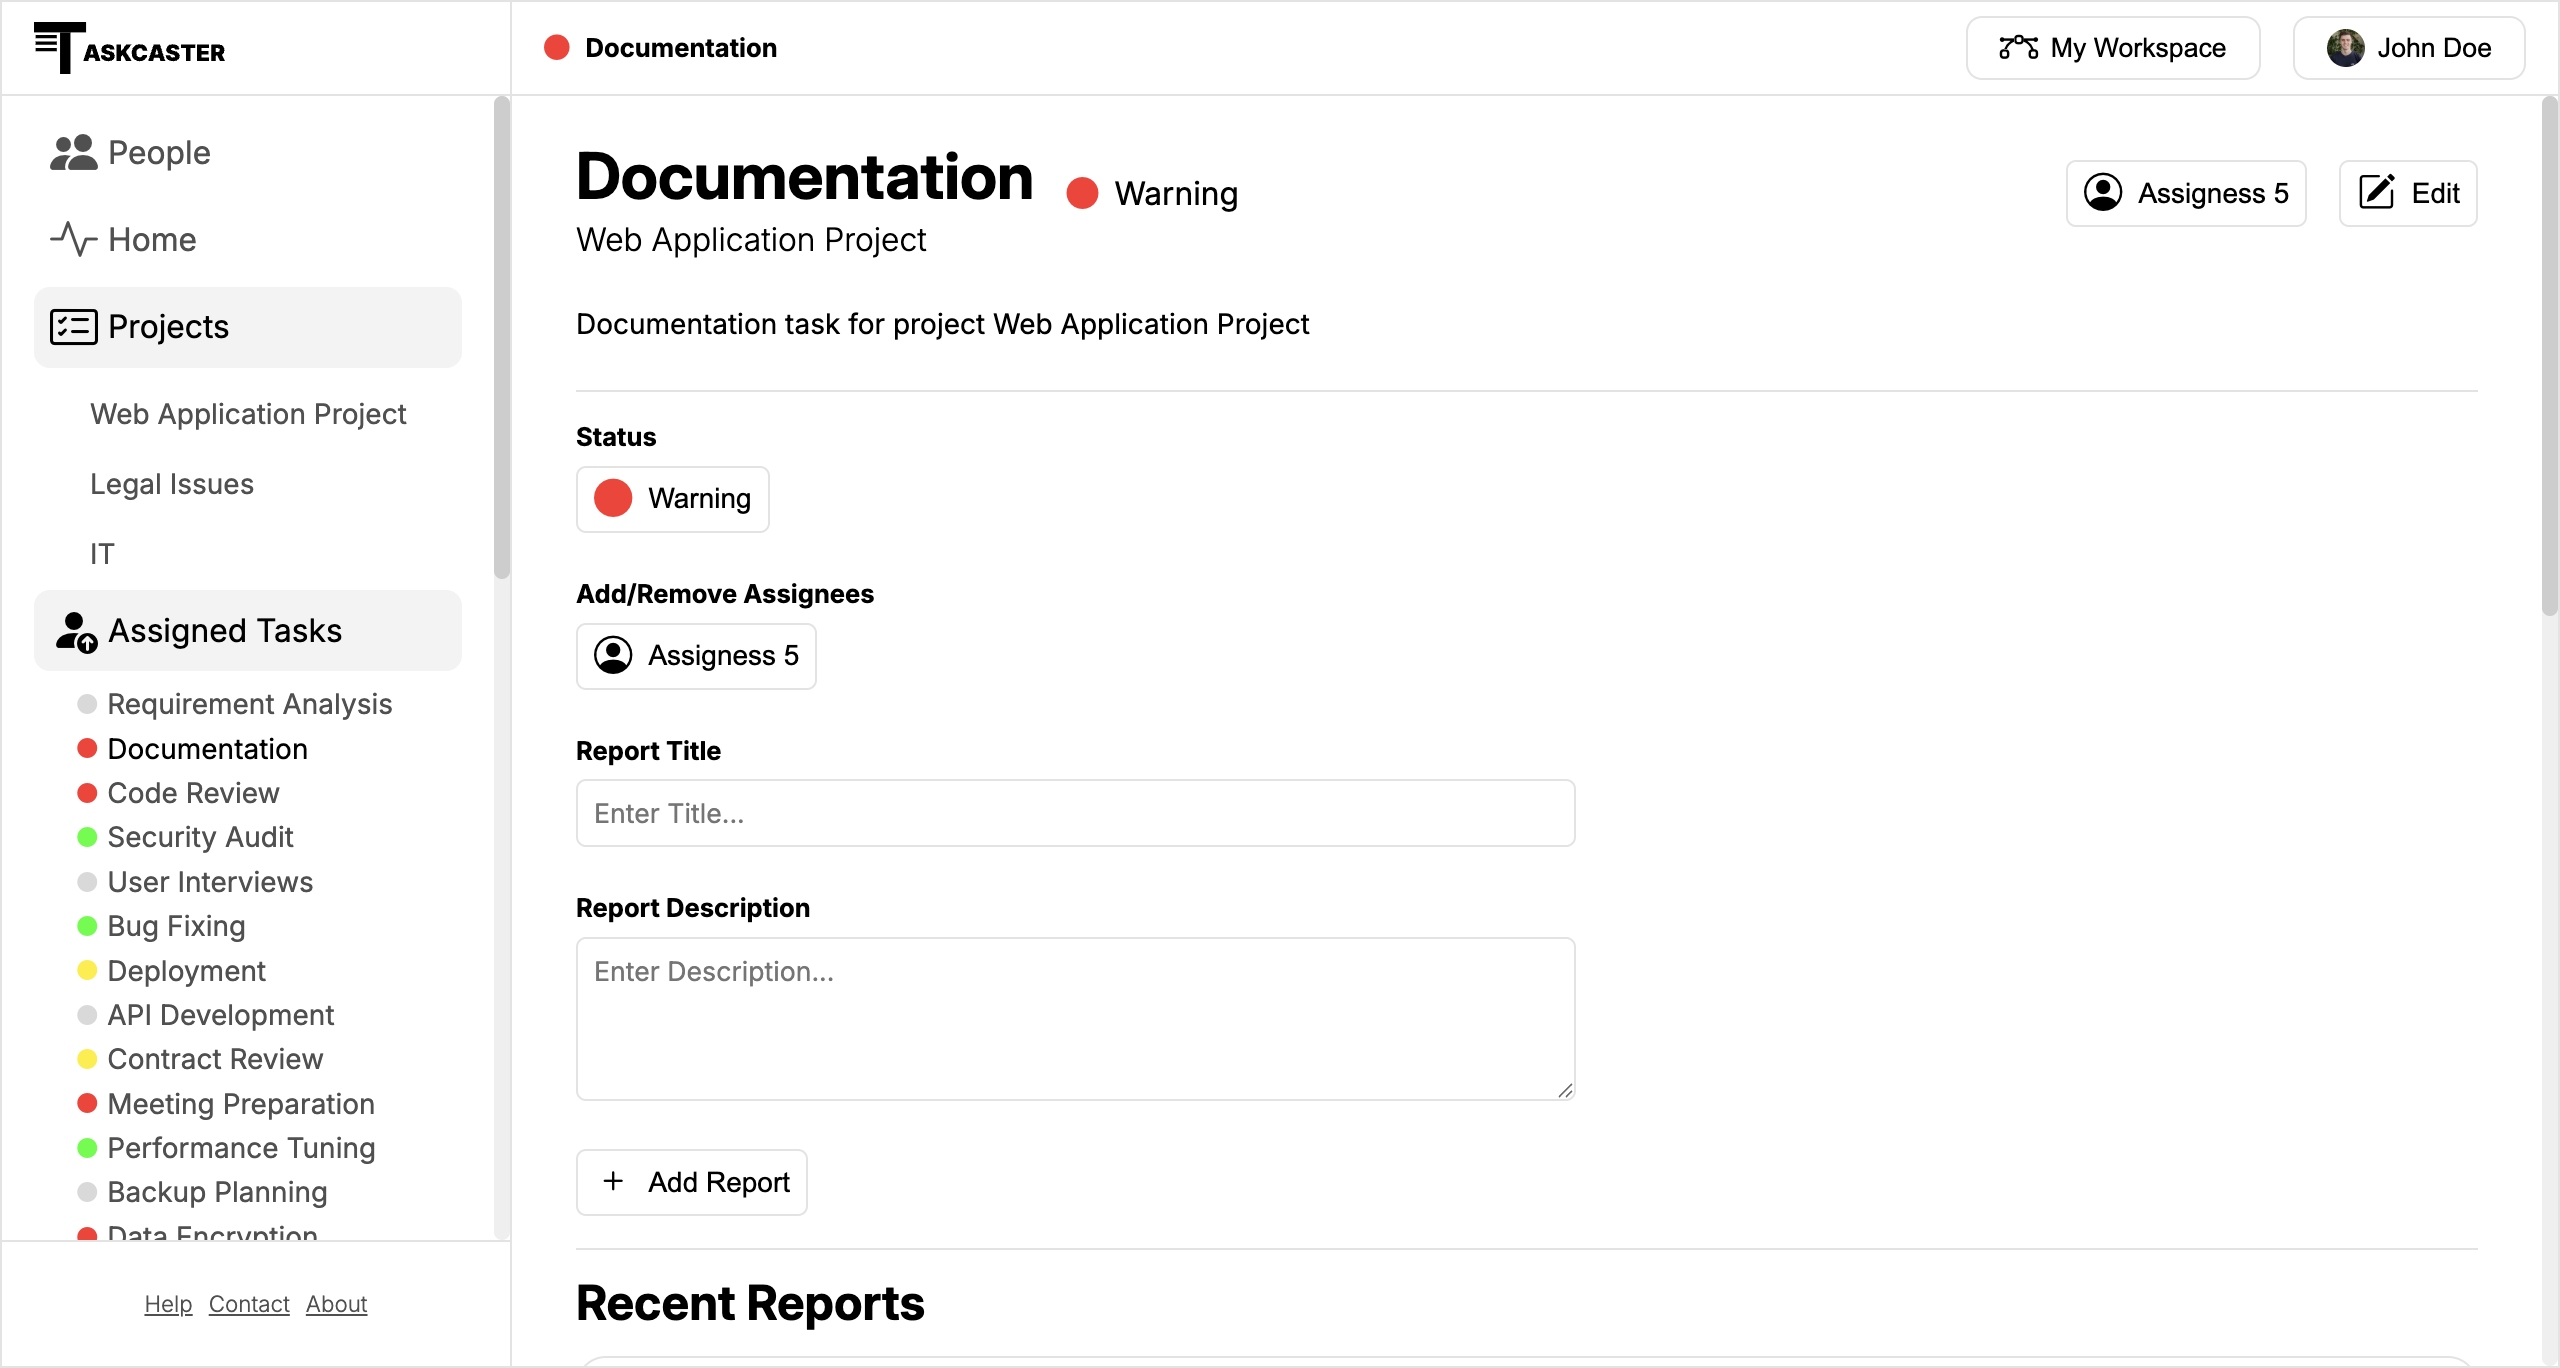 TASKCASTER
Documentation
My Workspace
John Doe
People
Home
Projects
Web Application Project
Legal Issues
IT
Assigned Tasks
Requirement Analysis
Documentation
Code Review
Security Audit
User Interviews
Bug Fixing
Deployment
API Development
Contract Review
Meeting Preparation
Performance Tuning
Backup Planning
Data Encryption
Help Contact About
Documentation
Warning
Assigness 5
Edit
Web Application Project
Documentation task for project Web Application Project
Status
Warning
Add/Remove Assignees
Assigness 5
Report Title
Enter Title...
Report Description
Enter Description...
+ Add Report
Recent Reports